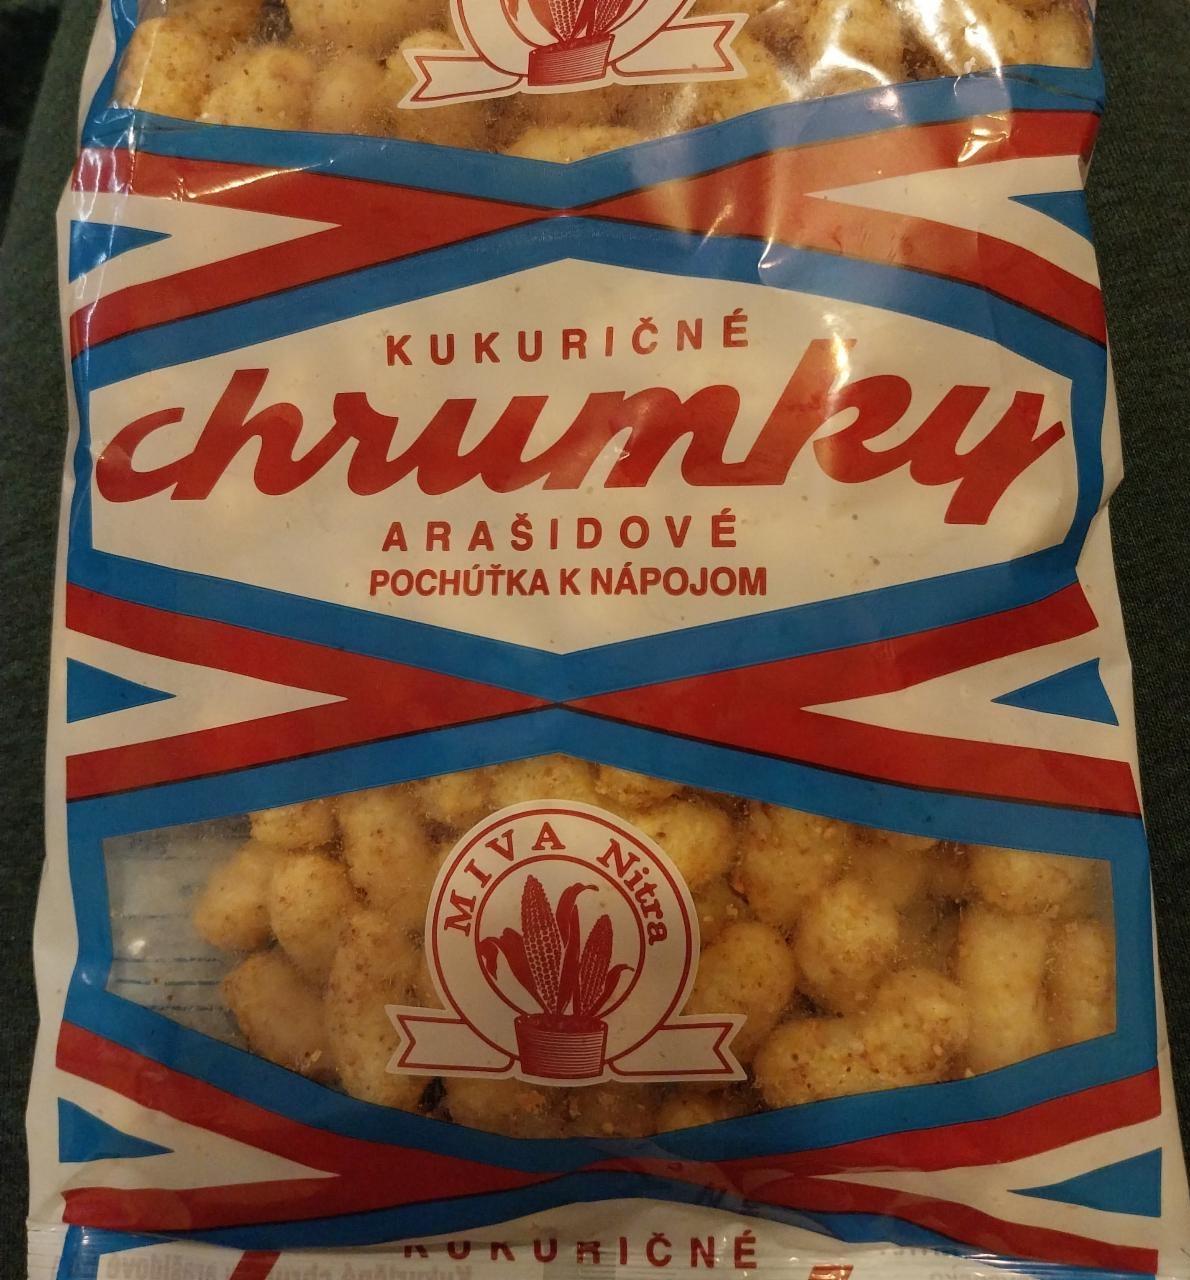 KUKURIČNÉ
chrumky
ARAŠIDOVÉ
POCHÚŤKA K NÁPOJOM
MIVA Nitra
KUKURIČNÉ